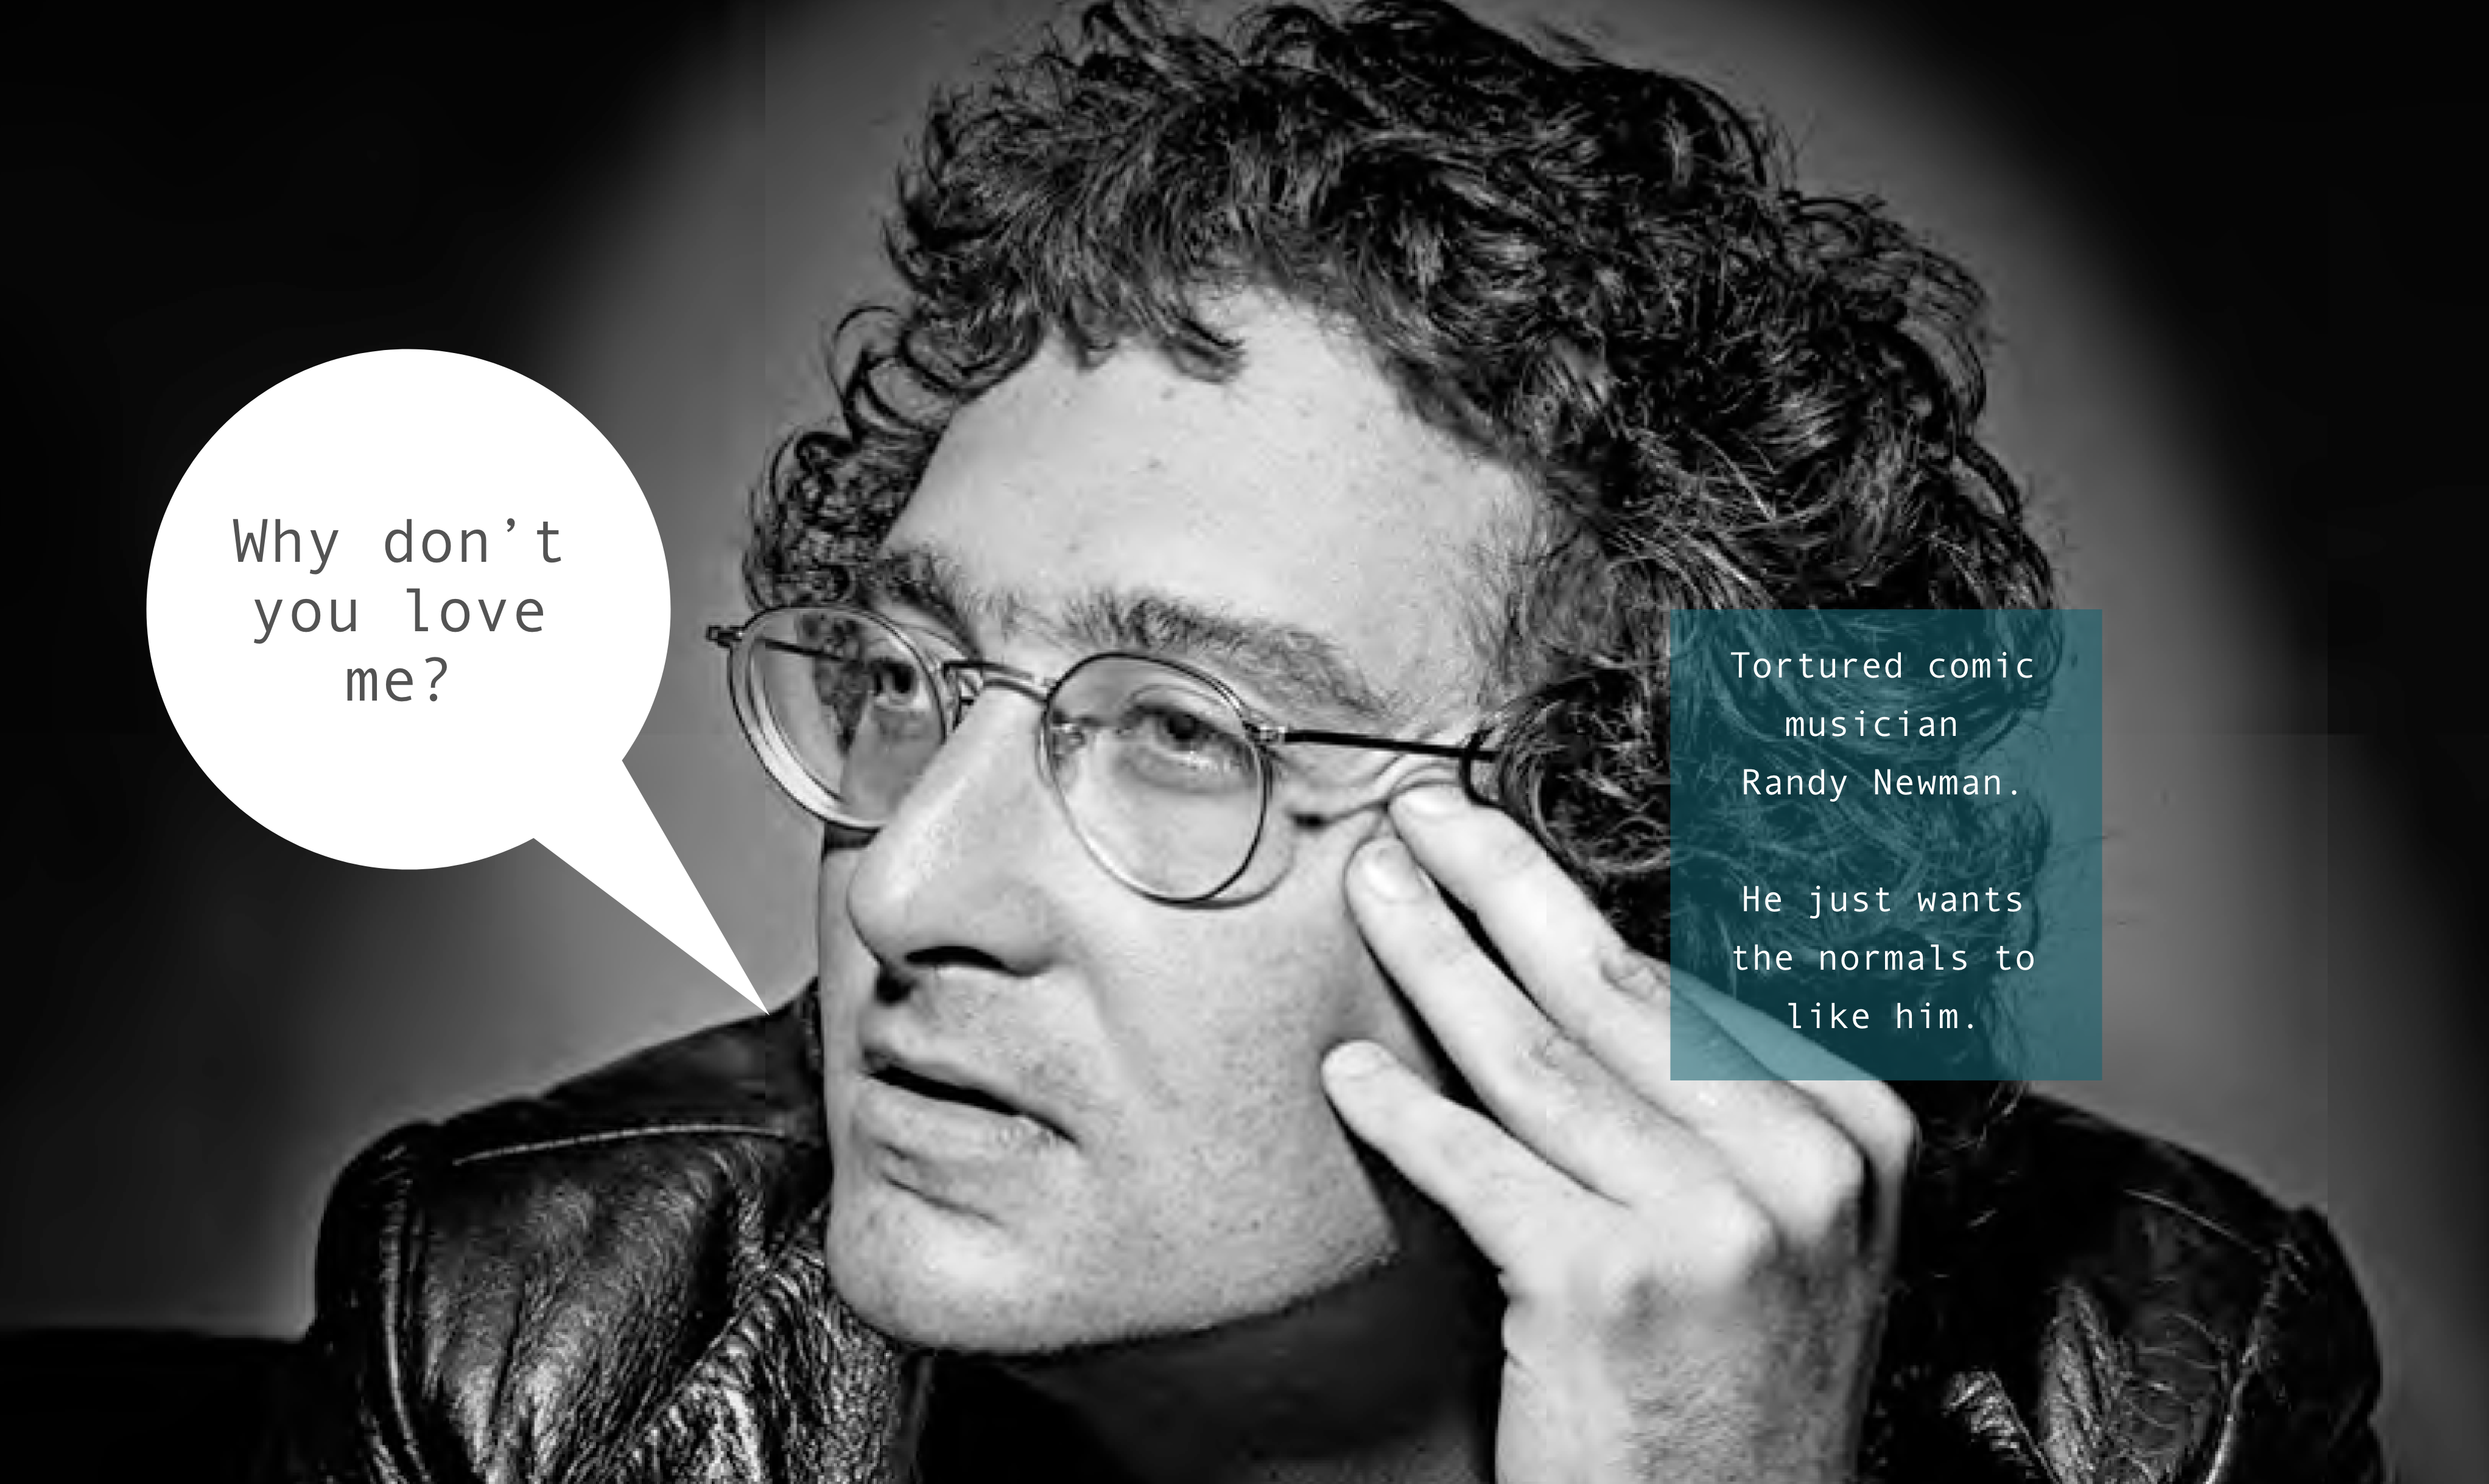 Why don’t
you love
me?
Tortured comic
musician
Randy Newman.
He just wants
the normals to
like him.